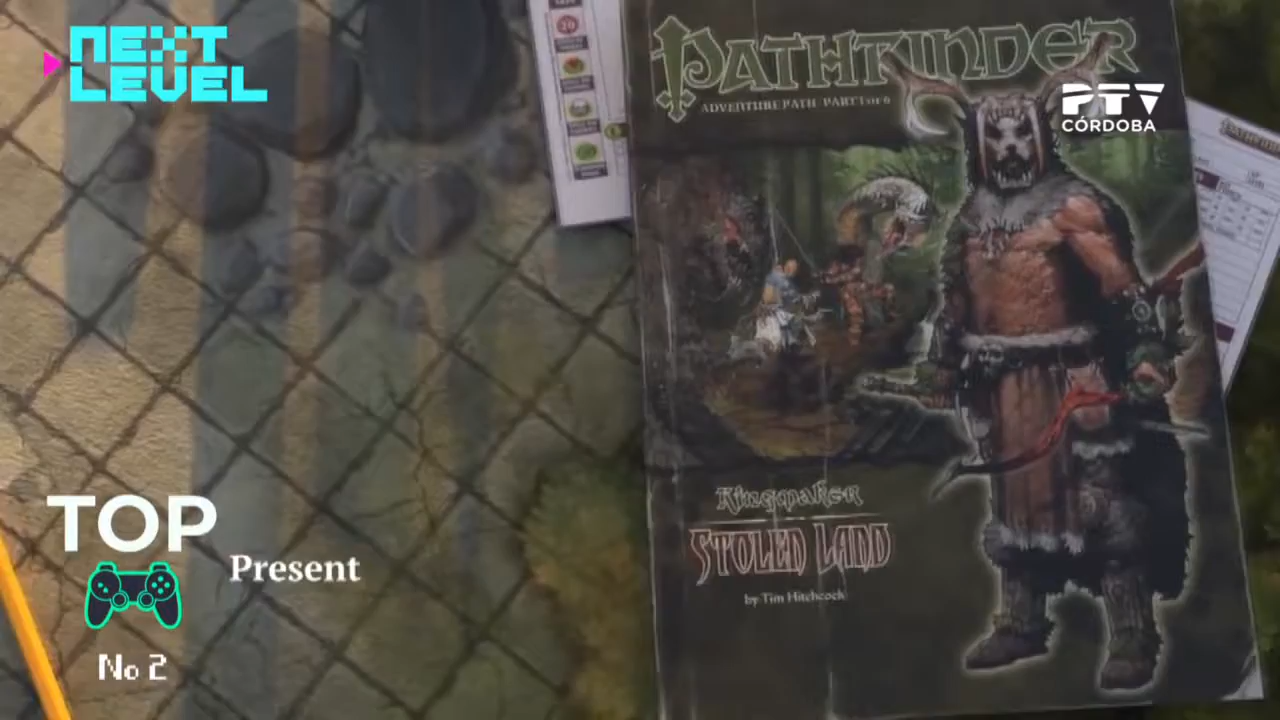 NEXT
LEVEL
PATHFINDER
ADVENTURE PATH PART 1 OF 6
PTV
CÓRDOBA
Kingmaker
STOLEN LAND
by Tim Hitchcock
TOP
Present
No 2